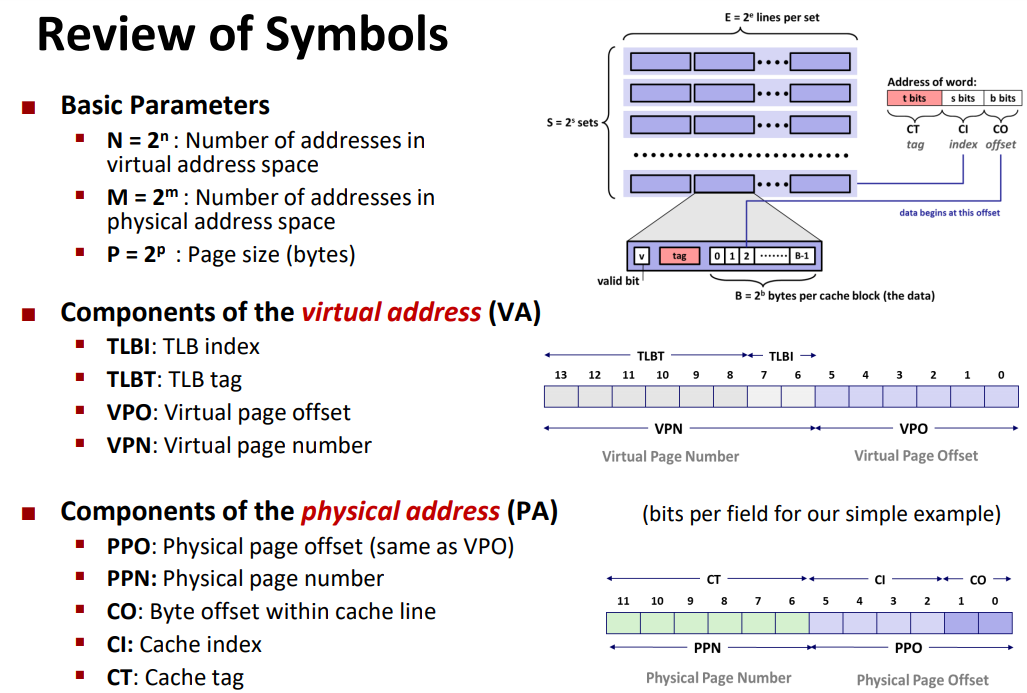 Review of Symbols
■ Basic Parameters
▪ N = 2ⁿ : Number of addresses in
virtual address space
▪ M = 2ᵐ : Number of addresses in
physical address space
▪ P = 2ᵖ : Page size (bytes)
■ Components of the virtual address (VA)
▪ TLBI: TLB index
▪ TLBT: TLB tag
▪ VPO: Virtual page offset
▪ VPN: Virtual page number
■ Components of the physical address (PA)
▪ PPO: Physical page offset (same as VPO)
▪ PPN: Physical page number
▪ CO: Byte offset within cache line
▪ CI: Cache index
▪ CT: Cache tag
E = 2ᵉ lines per set
S = 2ˢ sets
Address of word:
t bits s bits b bits
CT CI CO
tag index offset
data begins at this offset
v tag 0 1 2 ······· B-1
valid bit
B = 2ᵇ bytes per cache block (the data)
TLBT TLBI
13 12 11 10 9 8 7 6 5 4 3 2 1 0
VPN VPO
Virtual Page Number Virtual Page Offset
(bits per field for our simple example)
CT CI CO
11 10 9 8 7 6 5 4 3 2 1 0
PPN PPO
Physical Page Number Physical Page Offset